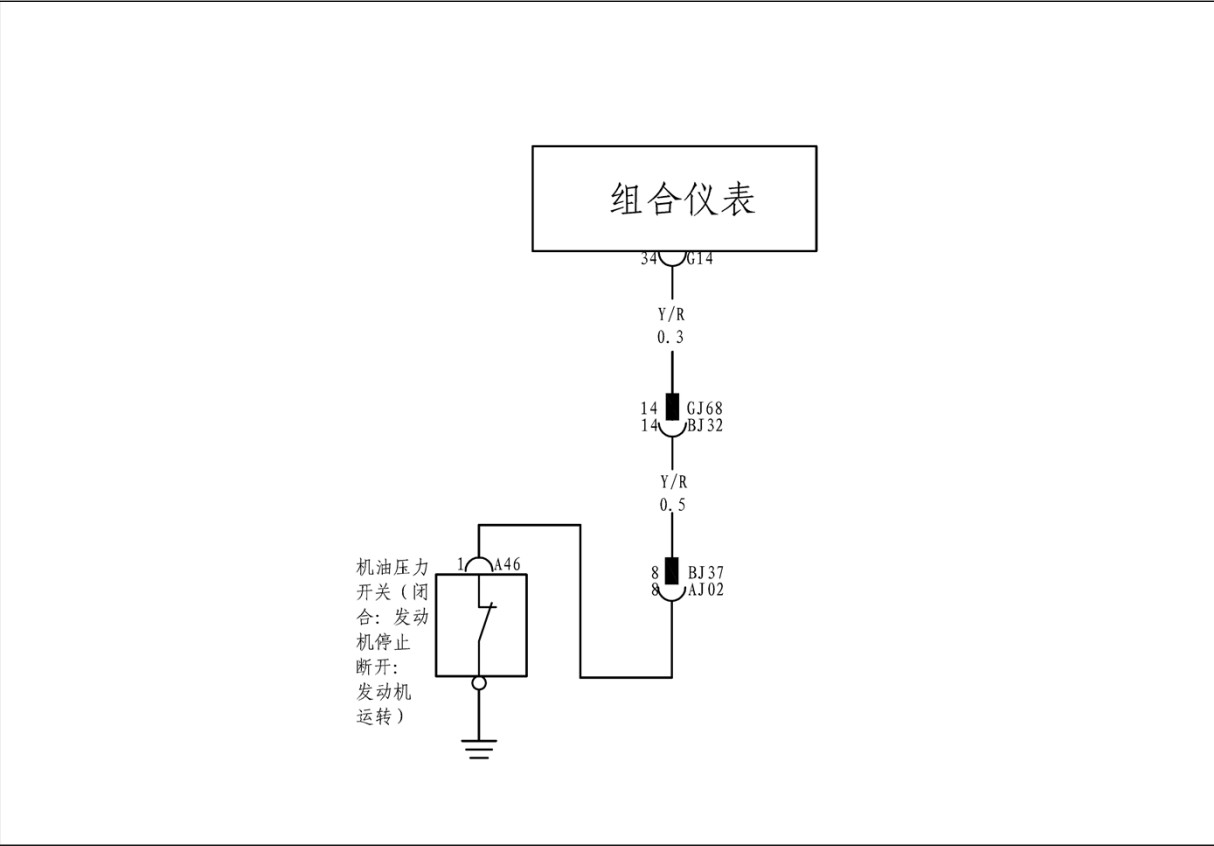 组合仪表
34 G14
Y/R
0.3
14 GJ68
14 BJ32
Y/R
0.5
8 BJ37
8 AJ02
1 A46
机油压力
开关（闭
合：发动
机停止
断开：
发动机
运转）